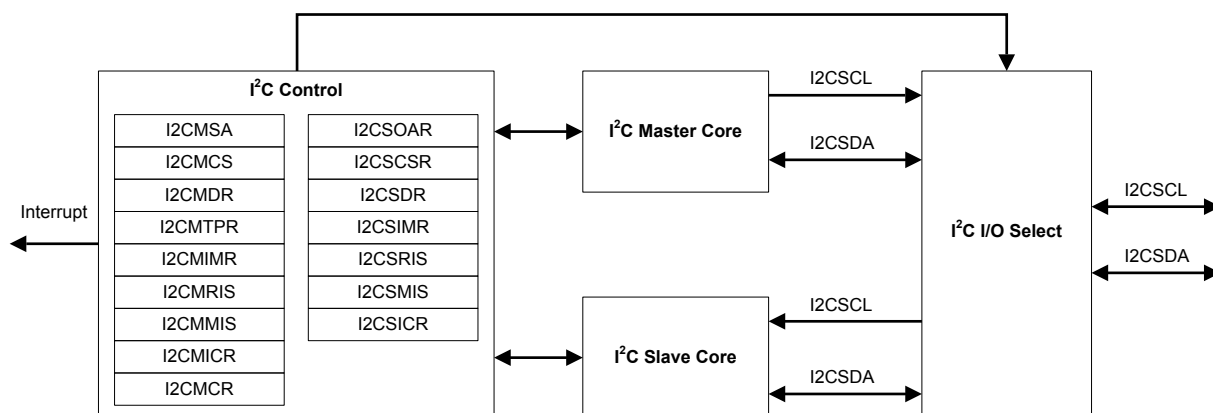 I²C Control
I2CMSA
I2CMCS
I2CMDR
I2CMTPR
I2CMIMR
I2CMRIS
I2CMMIS
I2CMICR
I2CMCR
I2CSOAR
I2CSCSR
I2CSDR
I2CSIMR
I2CSRIS
I2CSMIS
I2CSICR
Interrupt
I²C Master Core
I2CSCL
I2CSDA
I²C Slave Core
I2CSCL
I2CSDA
I²C I/O Select
I2CSCL
I2CSDA